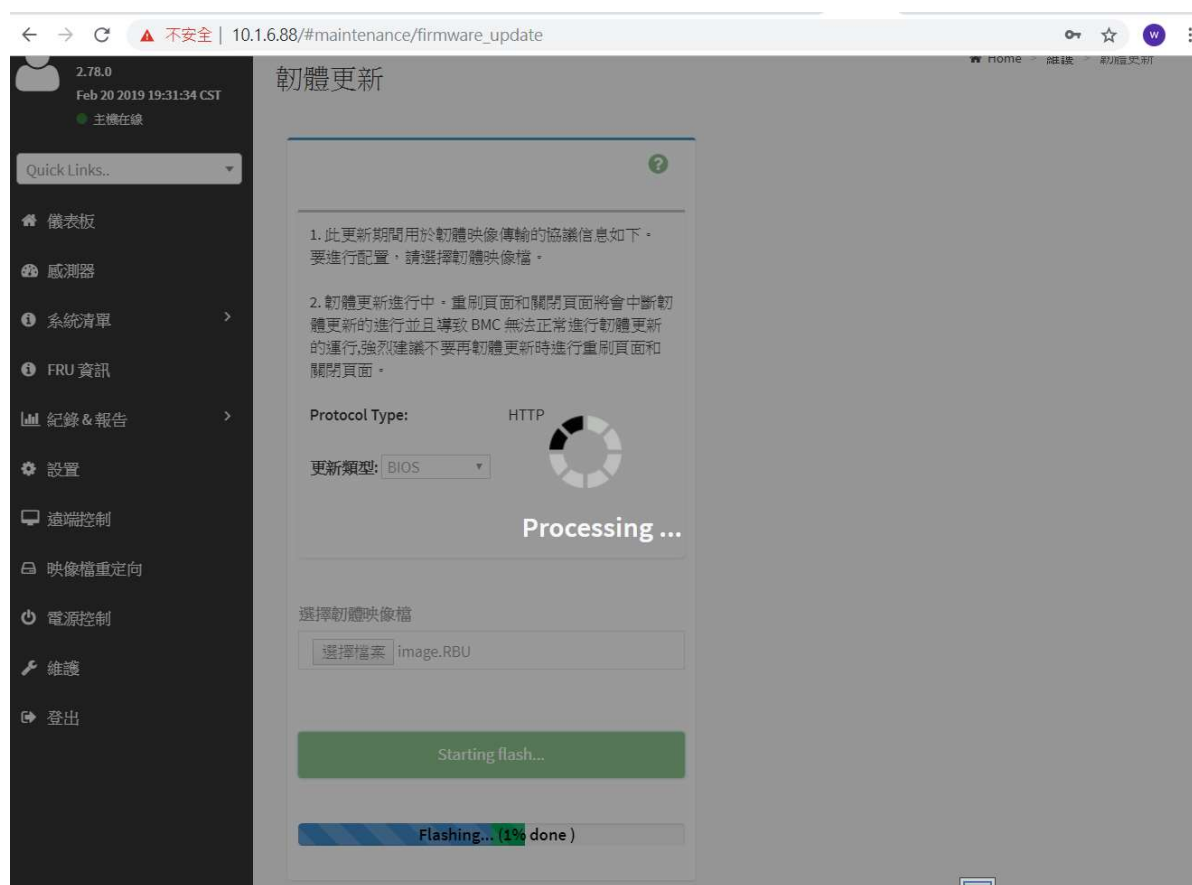 不安全 | 10.1.6.88/#maintenance/firmware_update
W
2.78.0
Feb 20 2019 19:31:34 CST
主機在線
Quick Links..
儀表板
感測器
系統清單
FRU 資訊
紀錄 & 報告
設置
遠端控制
映像檔重定向
電源控制
維護
登出
Home > 維護 > 韌體更新
韌體更新
1. 此更新期間用於韌體映像傳輸的協議信息如下。
要進行配置，請選擇韌體映像檔。
2. 韌體更新進行中。重刷頁面和關閉頁面將會中斷韌
體更新的進行並且導致 BMC 無法正常進行韌體更新
的運行,強烈建議不要再韌體更新時進行重刷頁面和
關閉頁面。
Protocol Type: HTTP
更新類型: BIOS
Processing ...
選擇韌體映像檔
選擇檔案 image.RBU
Starting flash...
Flashing... (1% done )